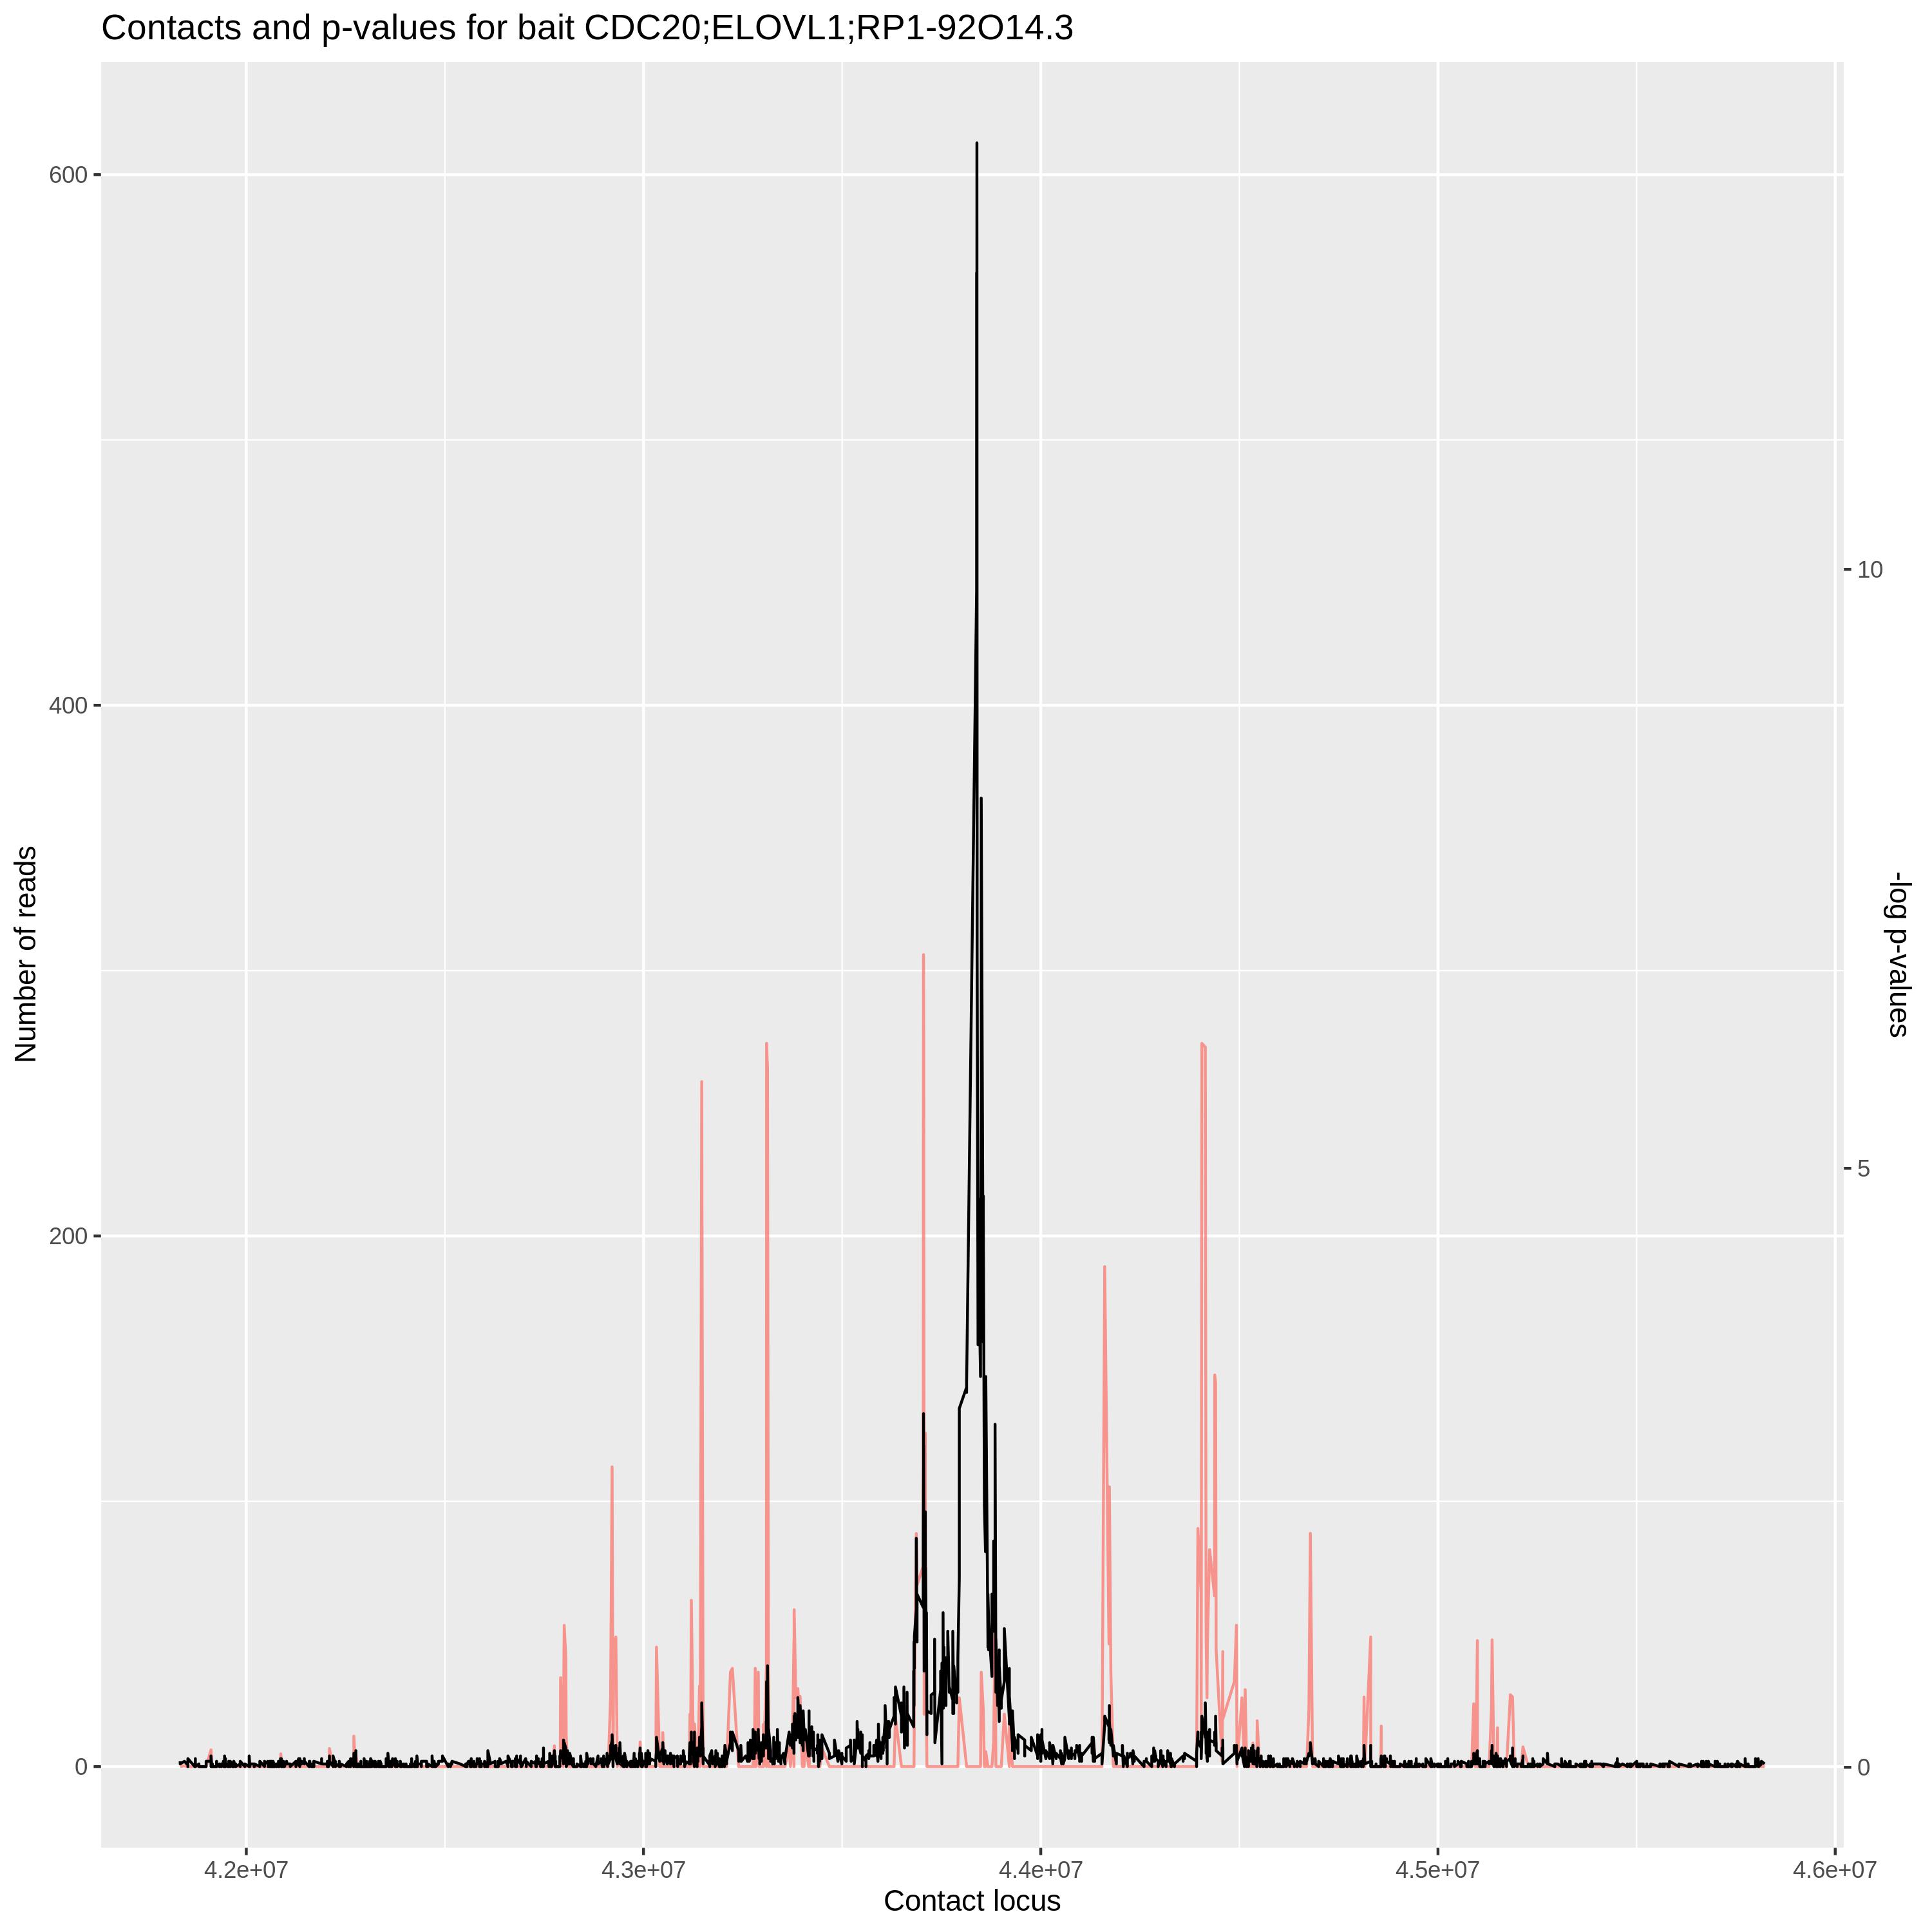 Contacts and p-values for bait CDC20;ELOVL1;RP1-92O14.3
600
400
200
0
Number of reads
10
5
0
-log p-values
4.2e+07
4.3e+07
4.4e+07
4.5e+07
4.6e+07
Contact locus